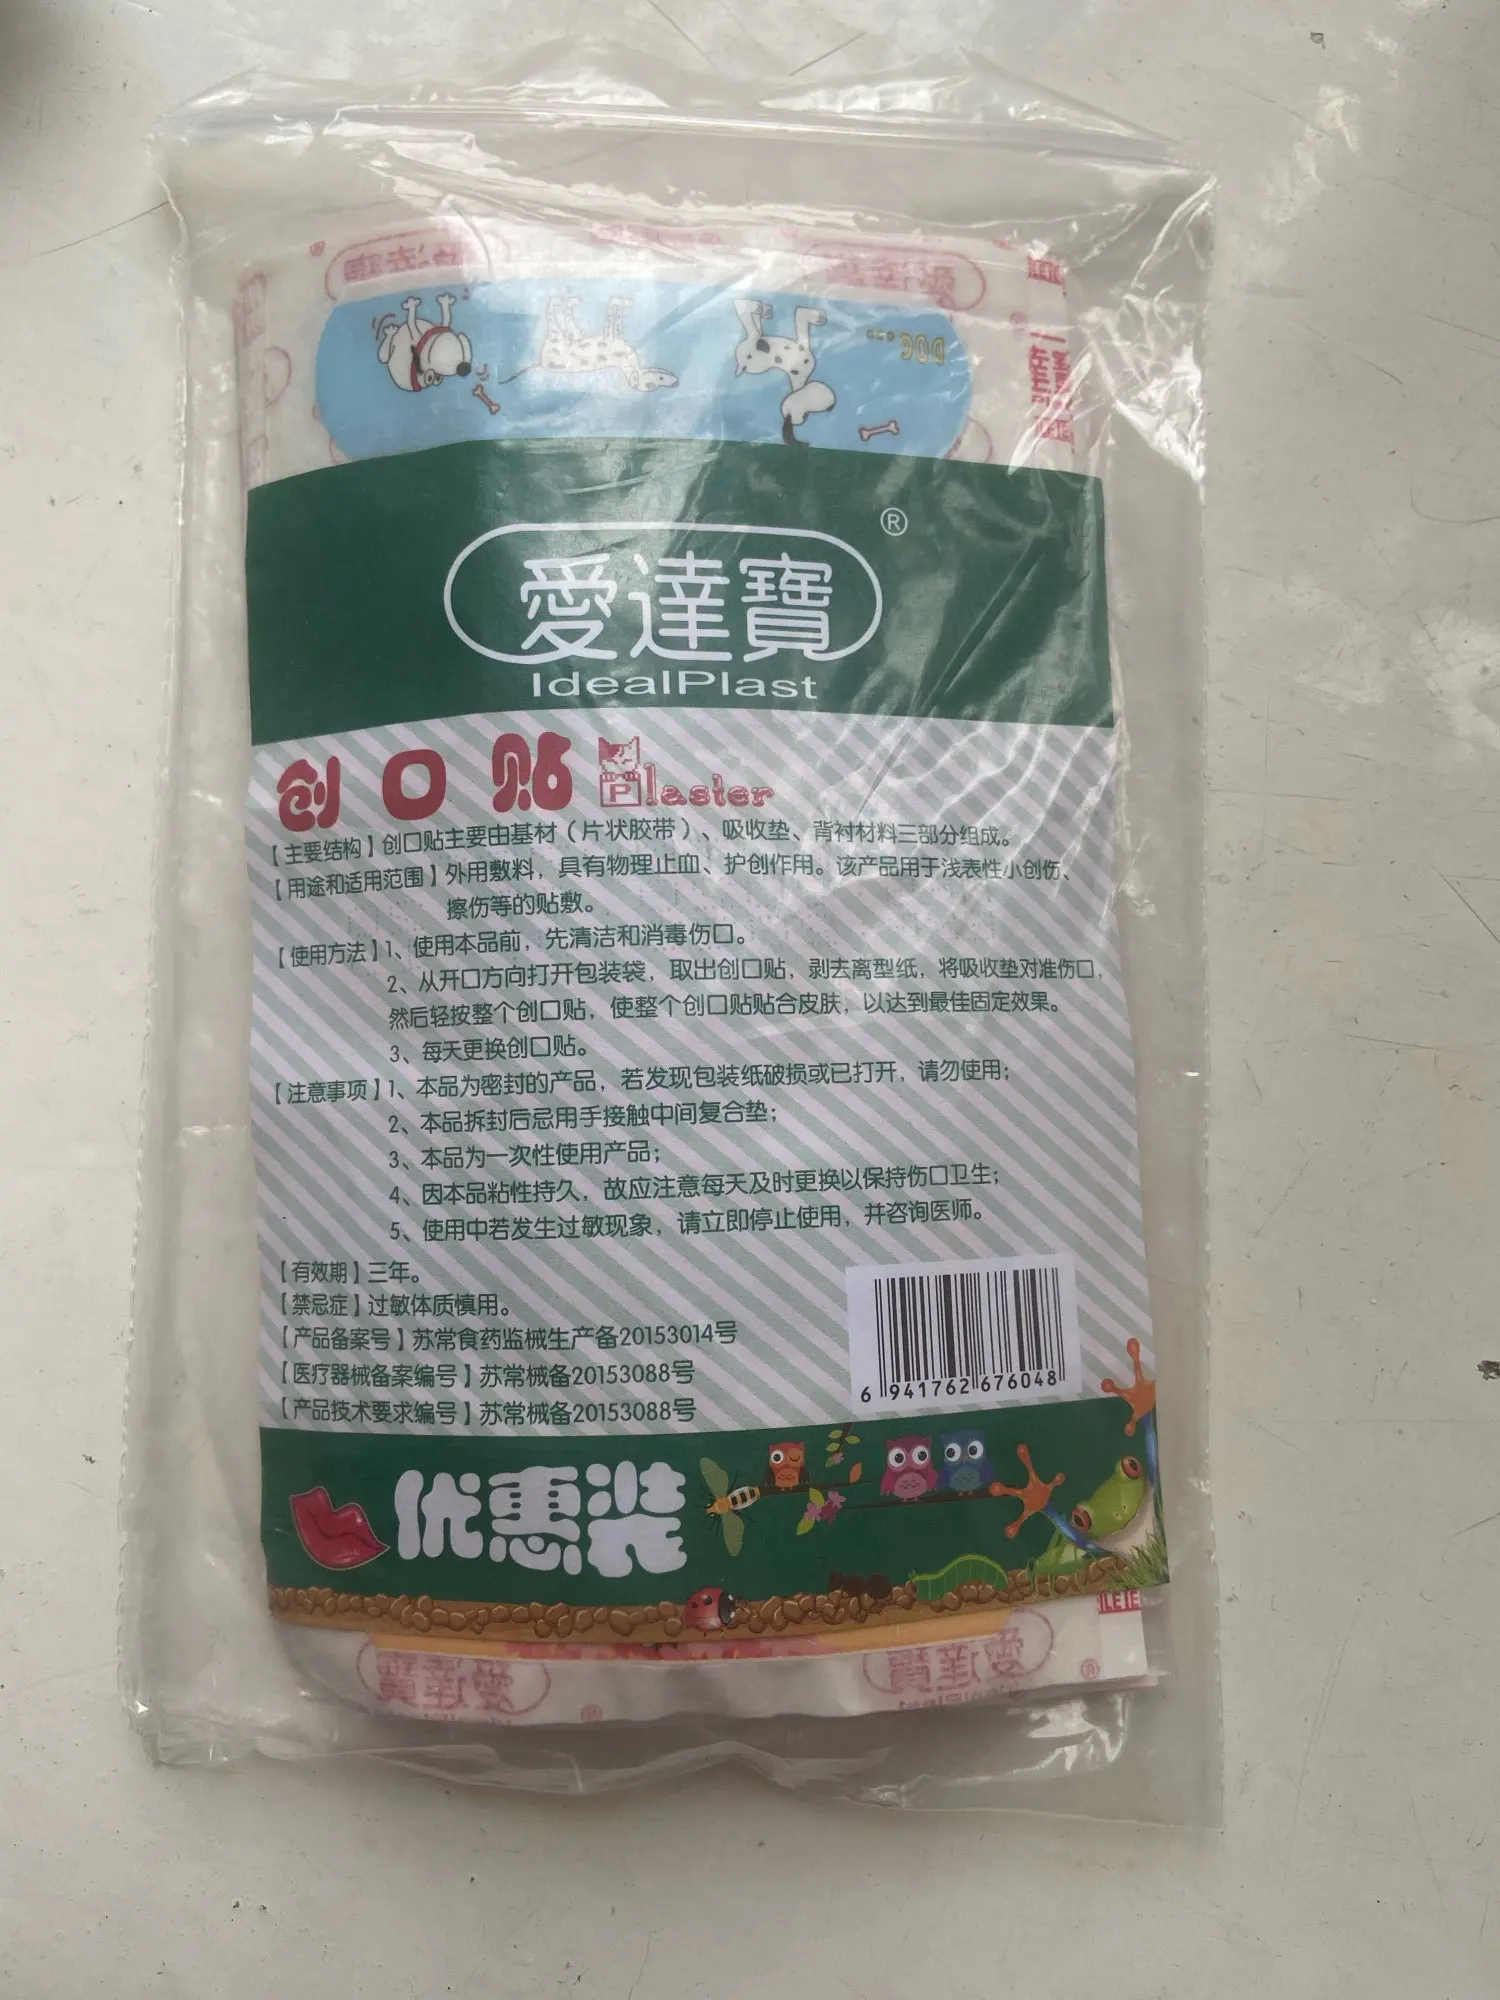 DOG
愛達寶
®
IdealPlast
创口贴 Plaster
【主要结构】创口贴主要由基材（片状胶带）、吸收垫、背衬材料三部分组成。
【用途和适用范围】外用敷料，具有物理止血、护创作用。该产品用于浅表性小创伤、
擦伤等的贴敷。
【使用方法】1、使用本品前，先清洁和消毒伤口。
2、从开口方向打开包装袋，取出创口贴，剥去离型纸，将吸收垫对准伤口，
然后轻按整个创口贴，使整个创口贴贴合皮肤，以达到最佳固定效果。
3、每天更换创口贴。
【注意事项】1、本品为密封的产品，若发现包装纸破损或已打开，请勿使用；
2、本品拆封后忌用手接触中间复合垫；
3、本品为一次性使用产品；
4、因本品粘性持久，故应注意每天及时更换以保持伤口卫生；
5、使用中若发生过敏现象，请立即停止使用，并咨询医师。
【有效期】三年。
【禁忌症】过敏体质慎用。
【产品备案号】苏常食药监械生产备20153014号
【医疗器械备案编号】苏常械备20153088号
【产品技术要求编号】苏常械备20153088号
6 941762 676048
优惠装
愛達寶
愛達寶